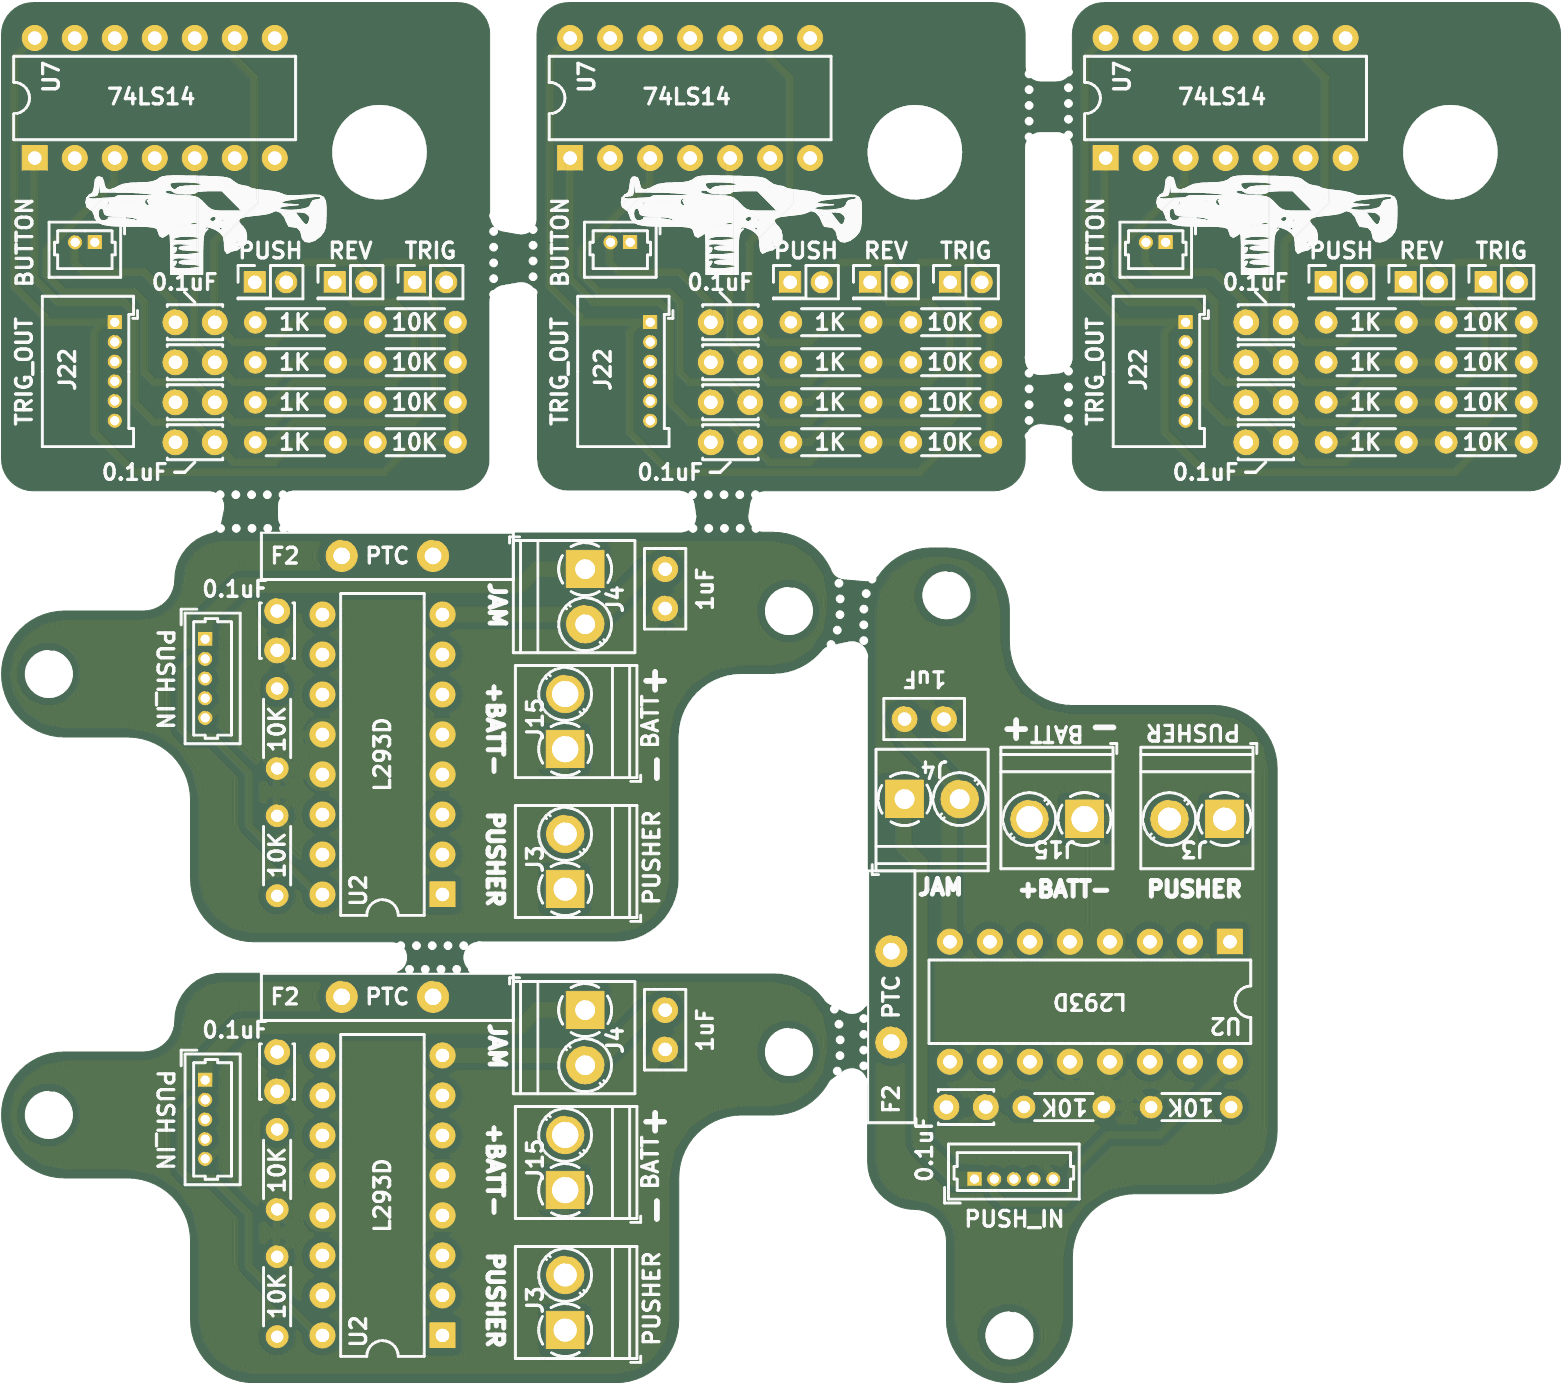 U7
74LS14
BUTTON
PUSH REV TRIG
0.1uF
TRIG_OUT
J22
1K 10K
1K 10K
1K 10K
1K 10K
0.1uF
U7
74LS14
BUTTON
PUSH REV TRIG
0.1uF
TRIG_OUT
J22
1K 10K
1K 10K
1K 10K
1K 10K
0.1uF
U7
74LS14
BUTTON
PUSH REV TRIG
0.1uF
TRIG_OUT
J22
1K 10K
1K 10K
1K 10K
1K 10K
0.1uF
F2 PTC
0.1uF
JAM
J4
1uF
PUSH_IN
10K
L293D
+BATT-
J15
- BATT +
10K
U2
PUSHER
J3
PUSHER
F2 PTC
0.1uF
JAM
J4
1uF
PUSH_IN
10K
L293D
+BATT-
J15
- BATT +
10K
U2
PUSHER
J3
PUSHER
1uF
+ BATT -
PUSHER
J4
J15
J3
JAM
+BATT-
PUSHER
PTC
L293D
U2
F2
10K
10K
0.1uF
PUSH_IN